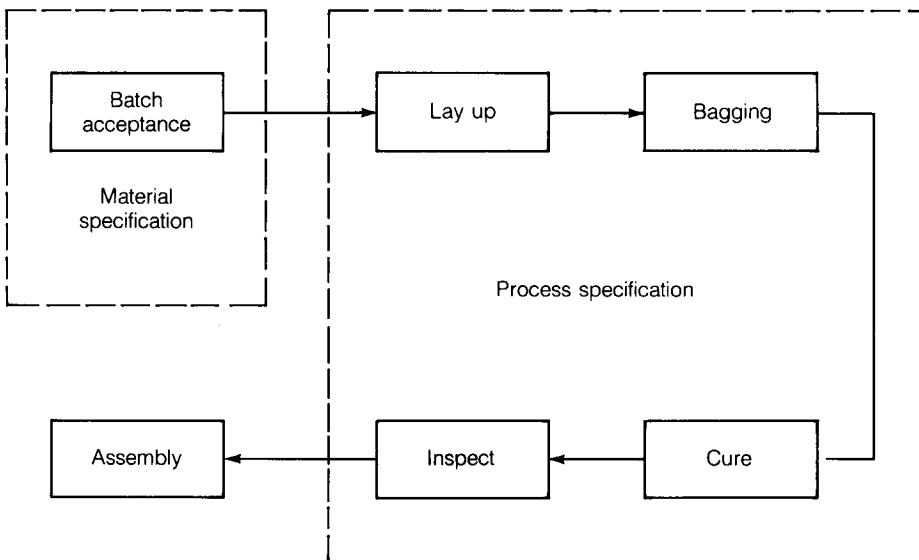 Batch
acceptance
Lay up
Bagging
Material
specification
Process specification
Assembly
Inspect
Cure